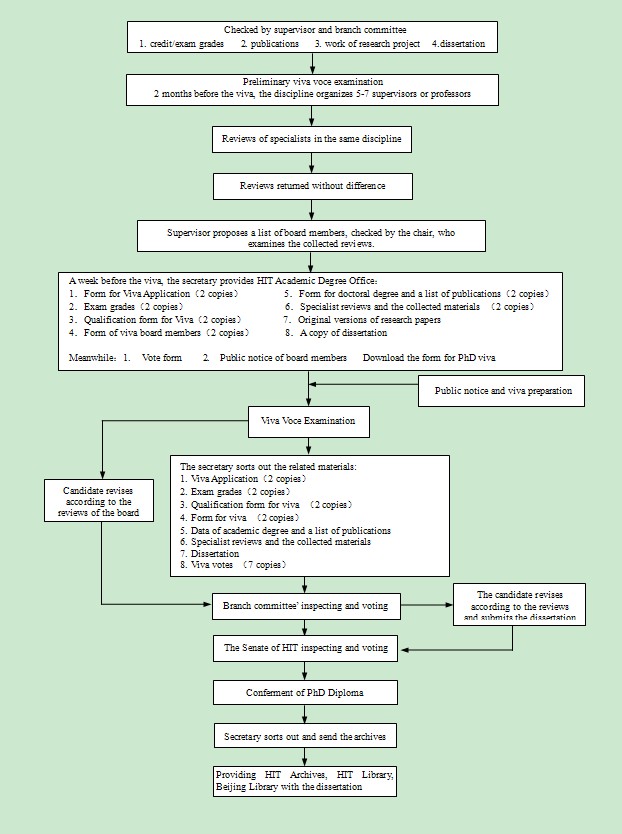 Checked by supervisor and branch committee
1. credit/exam grades 2. publications 3. work of research project 4.dissertation
Preliminary viva voce examination
2 months before the viva, the discipline organizes 5-7 supervisors or professors
Reviews of specialists in the same discipline
Reviews returned without difference
Supervisor proposes a list of board members, checked by the chair, who
examines the collected reviews.
A week before the viva, the secretary provides HIT Academic Degree Office:
1. Form for Viva Application（2 copies） 5. Form for doctoral degree and a list of publications（2 copies）
2. Exam grades（2 copies） 6. Specialist reviews and the collected materials （2 copies）
3. Qualification form for Viva（2 copies） 7. Original versions of research papers
4. Form of viva board members（2 copies） 8. A copy of dissertation
Meanwhile：1. Vote form 2. Public notice of board members Download the form for PhD viva
Public notice and viva preparation
Viva Voce Examination
The secretary sorts out the related materials:
1. Viva Application（2 copies）
2. Exam grades（2 copies）
3. Qualification form for viva （2 copies）
4. Form for viva （2 copies）
5. Data of academic degree and a list of publications
6. Specialist reviews and the collected materials
7. Dissertation
8. Viva votes （7 copies）
Candidate revises
according to the
reviews of the board
Branch committee' inspecting and voting
The candidate revises
according to the reviews
and submits the dissertation
The Senate of HIT inspecting and voting
Conferment of PhD Diploma
Secretary sorts out and send the archives
Providing HIT Archives, HIT Library,
Beijing Library with the dissertation